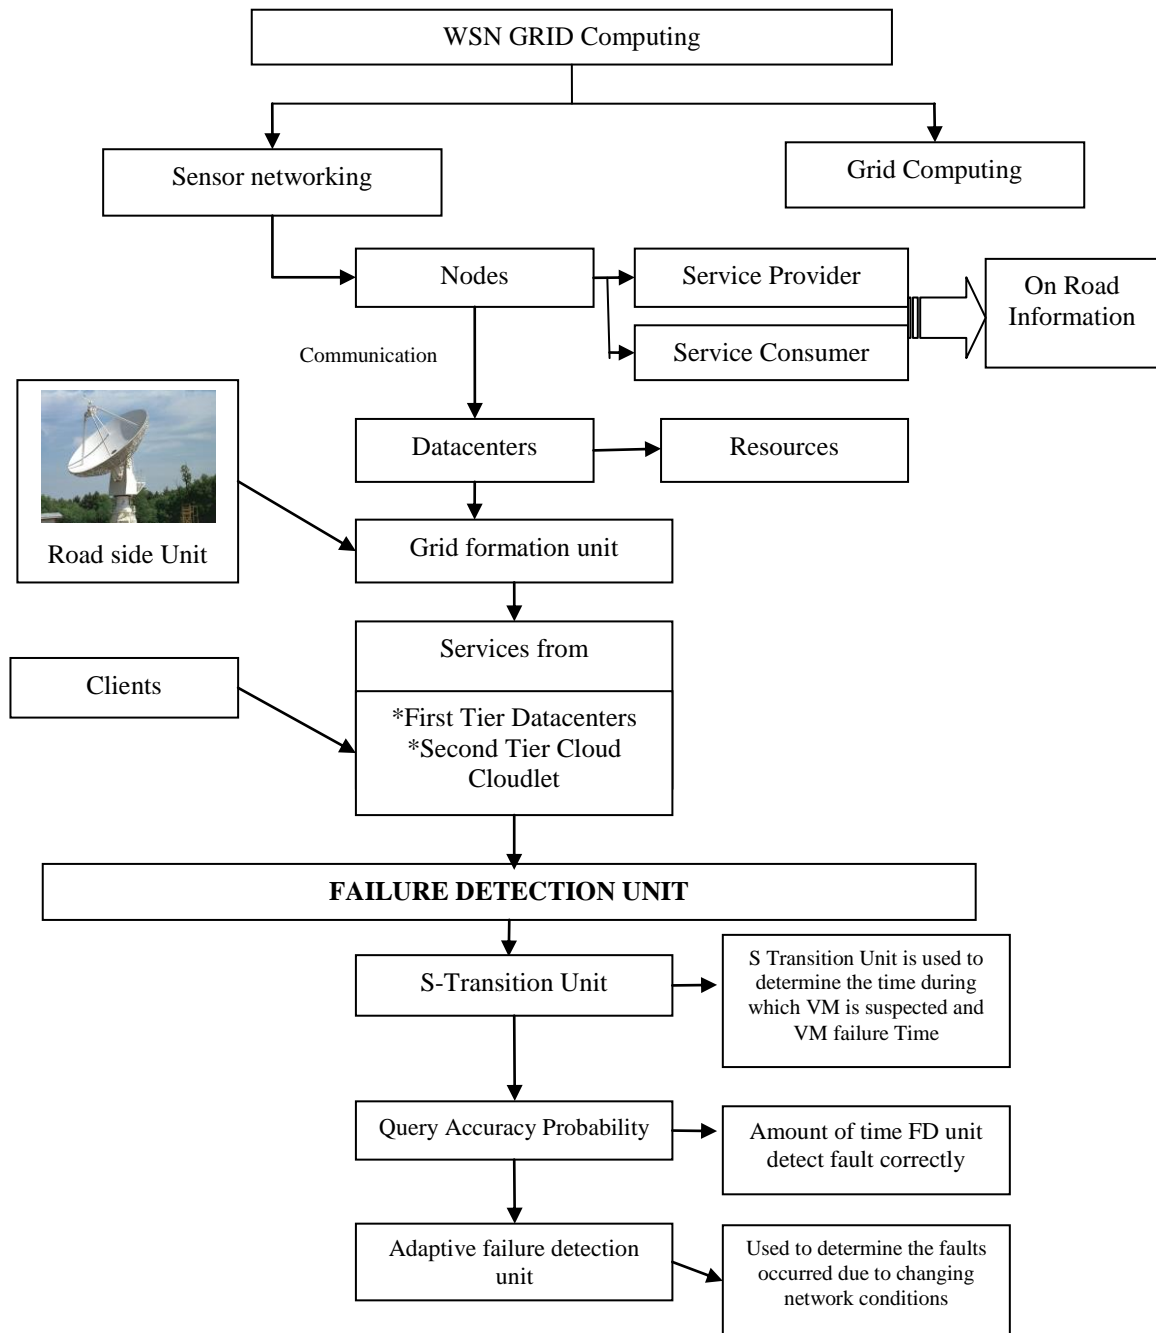 WSN GRID Computing
Sensor networking
Grid Computing
Nodes
Service Provider
On Road
Information
Communication
Service Consumer
Datacenters
Resources
Road side Unit
Grid formation unit
Services from
Clients
*First Tier Datacenters
*Second Tier Cloud
Cloudlet
FAILURE DETECTION UNIT
S-Transition Unit
S Transition Unit is used to
determine the time during
which VM is suspected and
VM failure Time
Query Accuracy Probability
Amount of time FD unit
detect fault correctly
Adaptive failure detection
unit
Used to determine the faults
occurred due to changing
network conditions